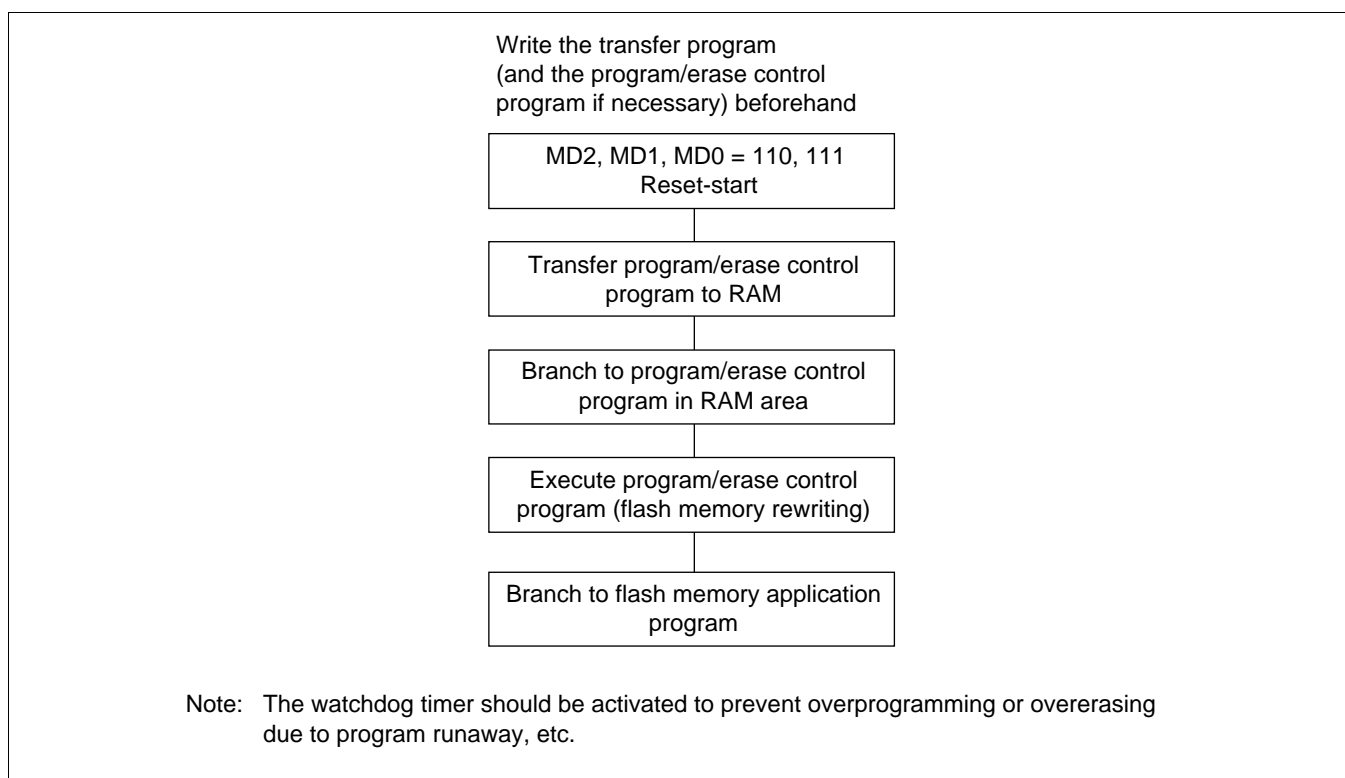 Write the transfer program
(and the program/erase control
program if necessary) beforehand
MD2, MD1, MD0 = 110, 111
Reset-start
Transfer program/erase control
program to RAM
Branch to program/erase control
program in RAM area
Execute program/erase control
program (flash memory rewriting)
Branch to flash memory application
program
Note: The watchdog timer should be activated to prevent overprogramming or overerasing
due to program runaway, etc.